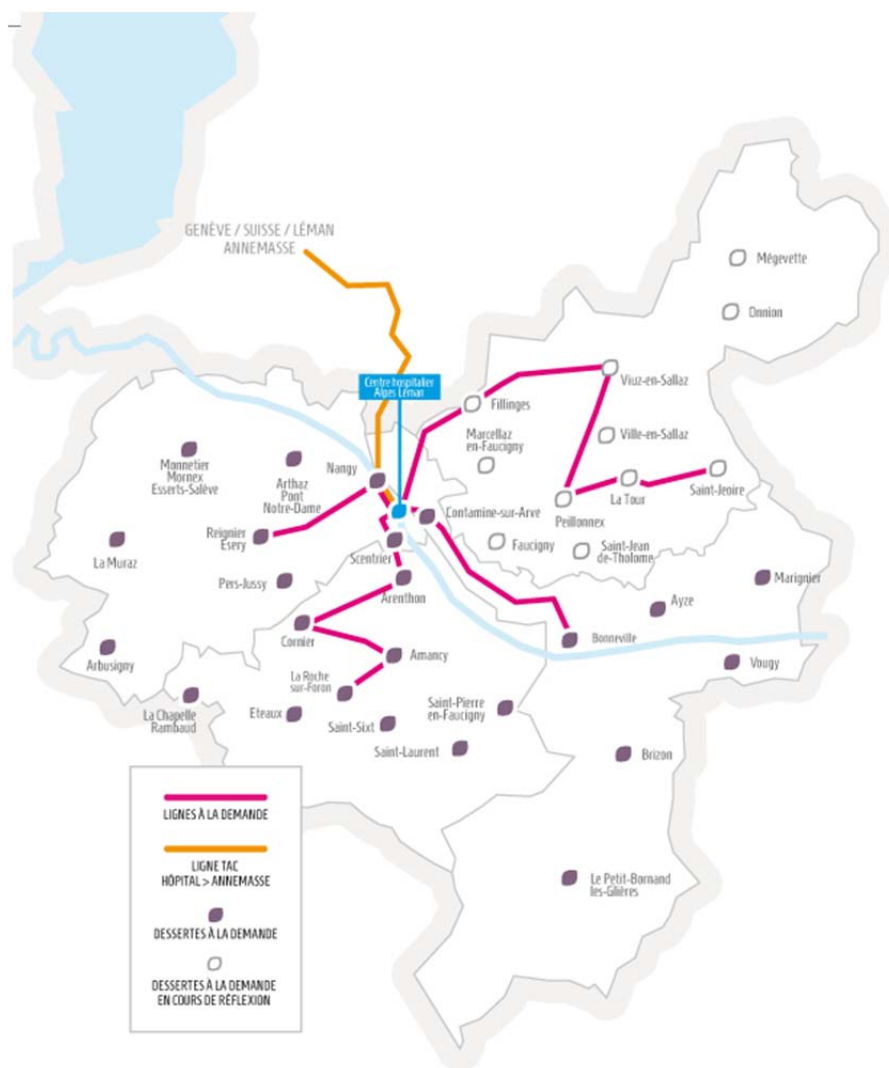 GENÈVE / SUISSE / LÉMAN
ANNEMASSE
Mégevette
Onnion
Centre hospitalier
Alpes Léman
Viuz-en-Sallaz
Fillinges
Ville-en-Sallaz
Marcellaz
en-Faucigny
Monnetier
Mornex
Esserts-Salève
Arthaz
Pont
Notre-Dame
Nangy
La Tour
Saint-Jeoire
Peillonnex
Contamine-sur-Arve
Reignier
Esery
La Muraz
Scentrier
Faucigny
Saint-Jean
de-Tholome
Pers-Jussy
Arenthon
Marignier
Ayze
Cornier
Bonneville
Arbusigny
Amancy
Vougy
La Roche
sur-Foron
La Chapelle
Rambaud
Eteaux
Saint-Sixt
Saint-Pierre
en-Faucigny
Saint-Laurent
Brizon
Le Petit-Bornand
les-Glières
LIGNES À LA DEMANDE
LIGNE TAC
HÔPITAL > ANNEMASSE
DESSERTES À LA DEMANDE
DESSERTES À LA DEMANDE
EN COURS DE RÉFLEXION